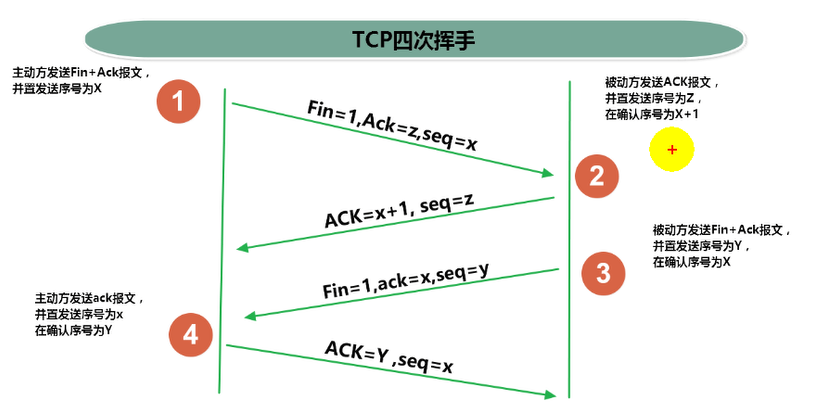 TCP四次挥手
主动方发送Fin+Ack报文，
并置发送序号为X
1
Fin=1,Ack=z,seq=x
被动方发送ACK报文，
并置发送序号为Z，
在确认序号为X+1
+
2
ACK=x+1, seq=z
被动方发送Fin+Ack报文，
并置发送序号为Y，
在确认序号为X
3
Fin=1,ack=x,seq=y
主动方发送ack报文，
并置发送序号为x
在确认序号为Y
4
ACK=Y ,seq=x